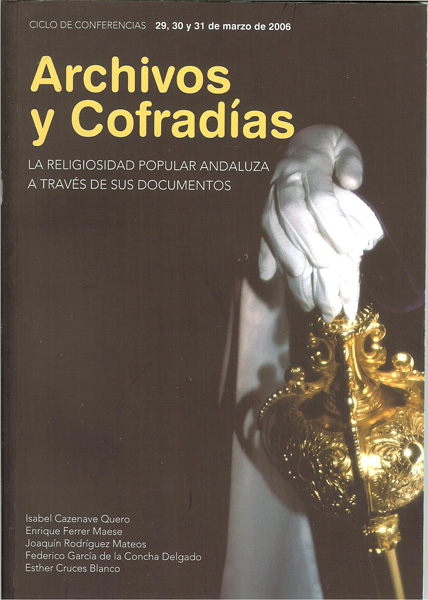 CICLO DE CONFERENCIAS 29, 30 y 31 de marzo de 2006
Archivos
y Cofradías
LA RELIGIOSIDAD POPULAR ANDALUZA
A TRAVÉS DE SUS DOCUMENTOS
Isabel Cazenave Quero
Enrique Ferrer Maese
Joaquín Rodríguez Mateos
Federico García de la Concha Delgado
Esther Cruces Blanco